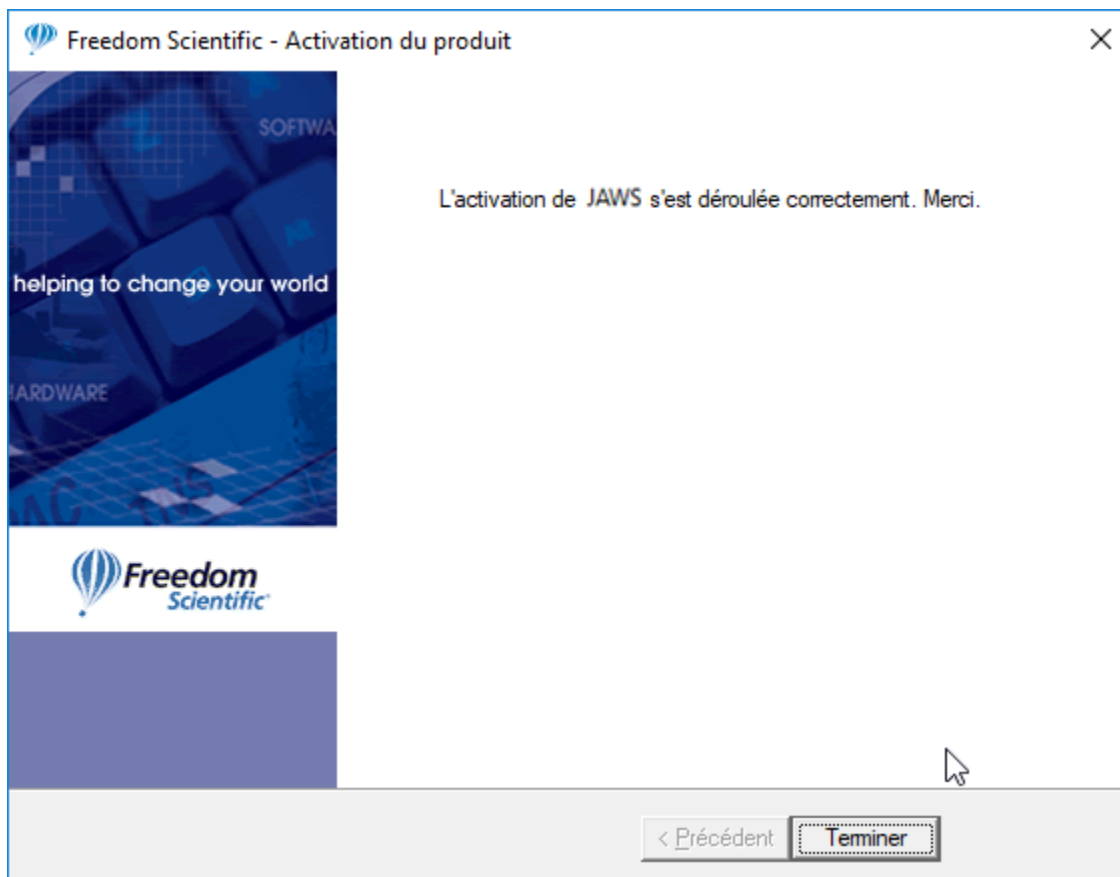 Freedom Scientific - Activation du produit
SOFTWA
L'activation de JAWS s'est déroulée correctement. Merci.
helping to change your world
HARDWARE
Freedom
Scientific
< Précédent
Terminer